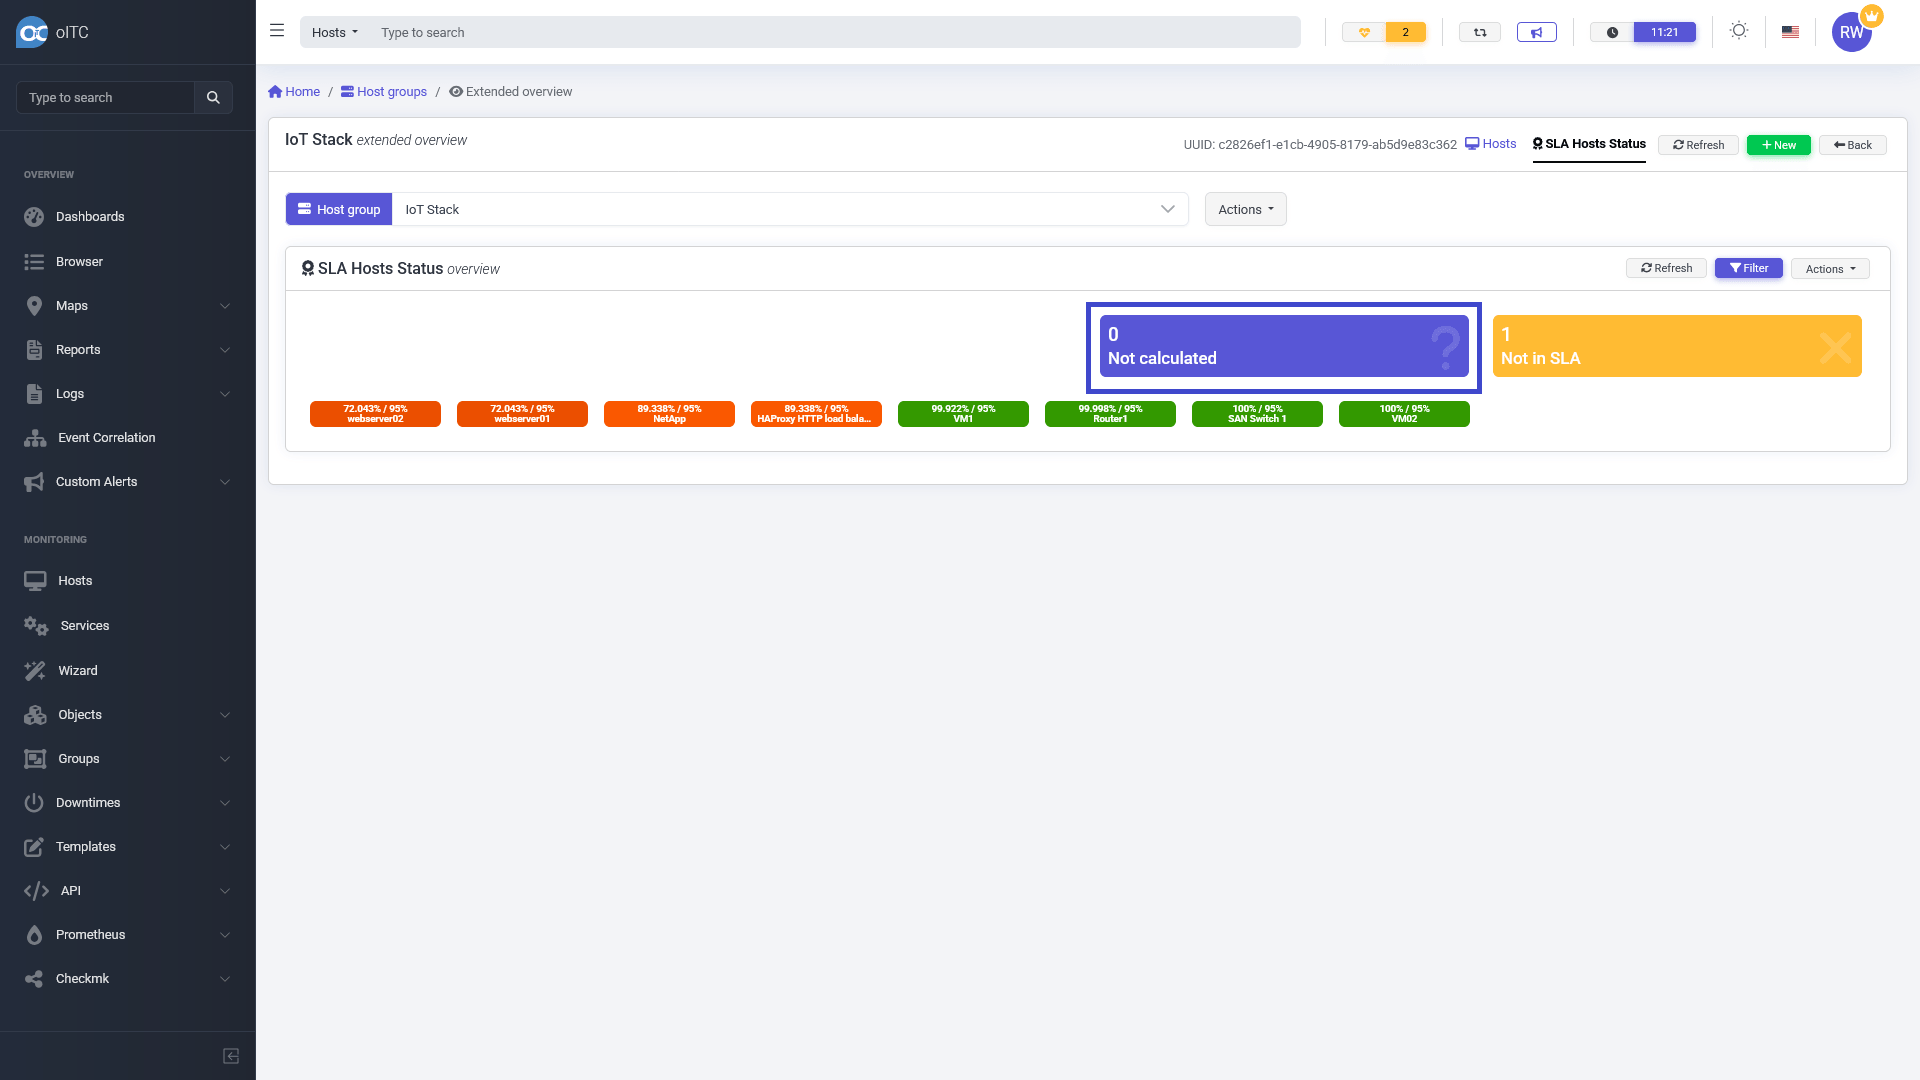 oITC
Hosts
Type to search
2
11:21
RW
Type to search
Home / Host groups / Extended overview
IoT Stack extended overview
UUID: c2826ef1-e1cb-4905-8179-ab5d9e83c362
Hosts
SLA Hosts Status
Refresh
New
Back
Host group
IoT Stack
Actions
SLA Hosts Status overview
Refresh
Filter
Actions
0
Not calculated
1
Not in SLA
72.043% / 95%
webserver02
72.043% / 95%
webserver01
89.338% / 95%
NetApp
89.338% / 95%
HAProxy HTTP load bala...
99.922% / 95%
VM1
99.998% / 95%
Router1
100% / 95%
SAN Switch 1
100% / 95%
VM02
OVERVIEW
Dashboards
Browser
Maps
Reports
Logs
Event Correlation
Custom Alerts
MONITORING
Hosts
Services
Wizard
Objects
Groups
Downtimes
Templates
API
Prometheus
Checkmk